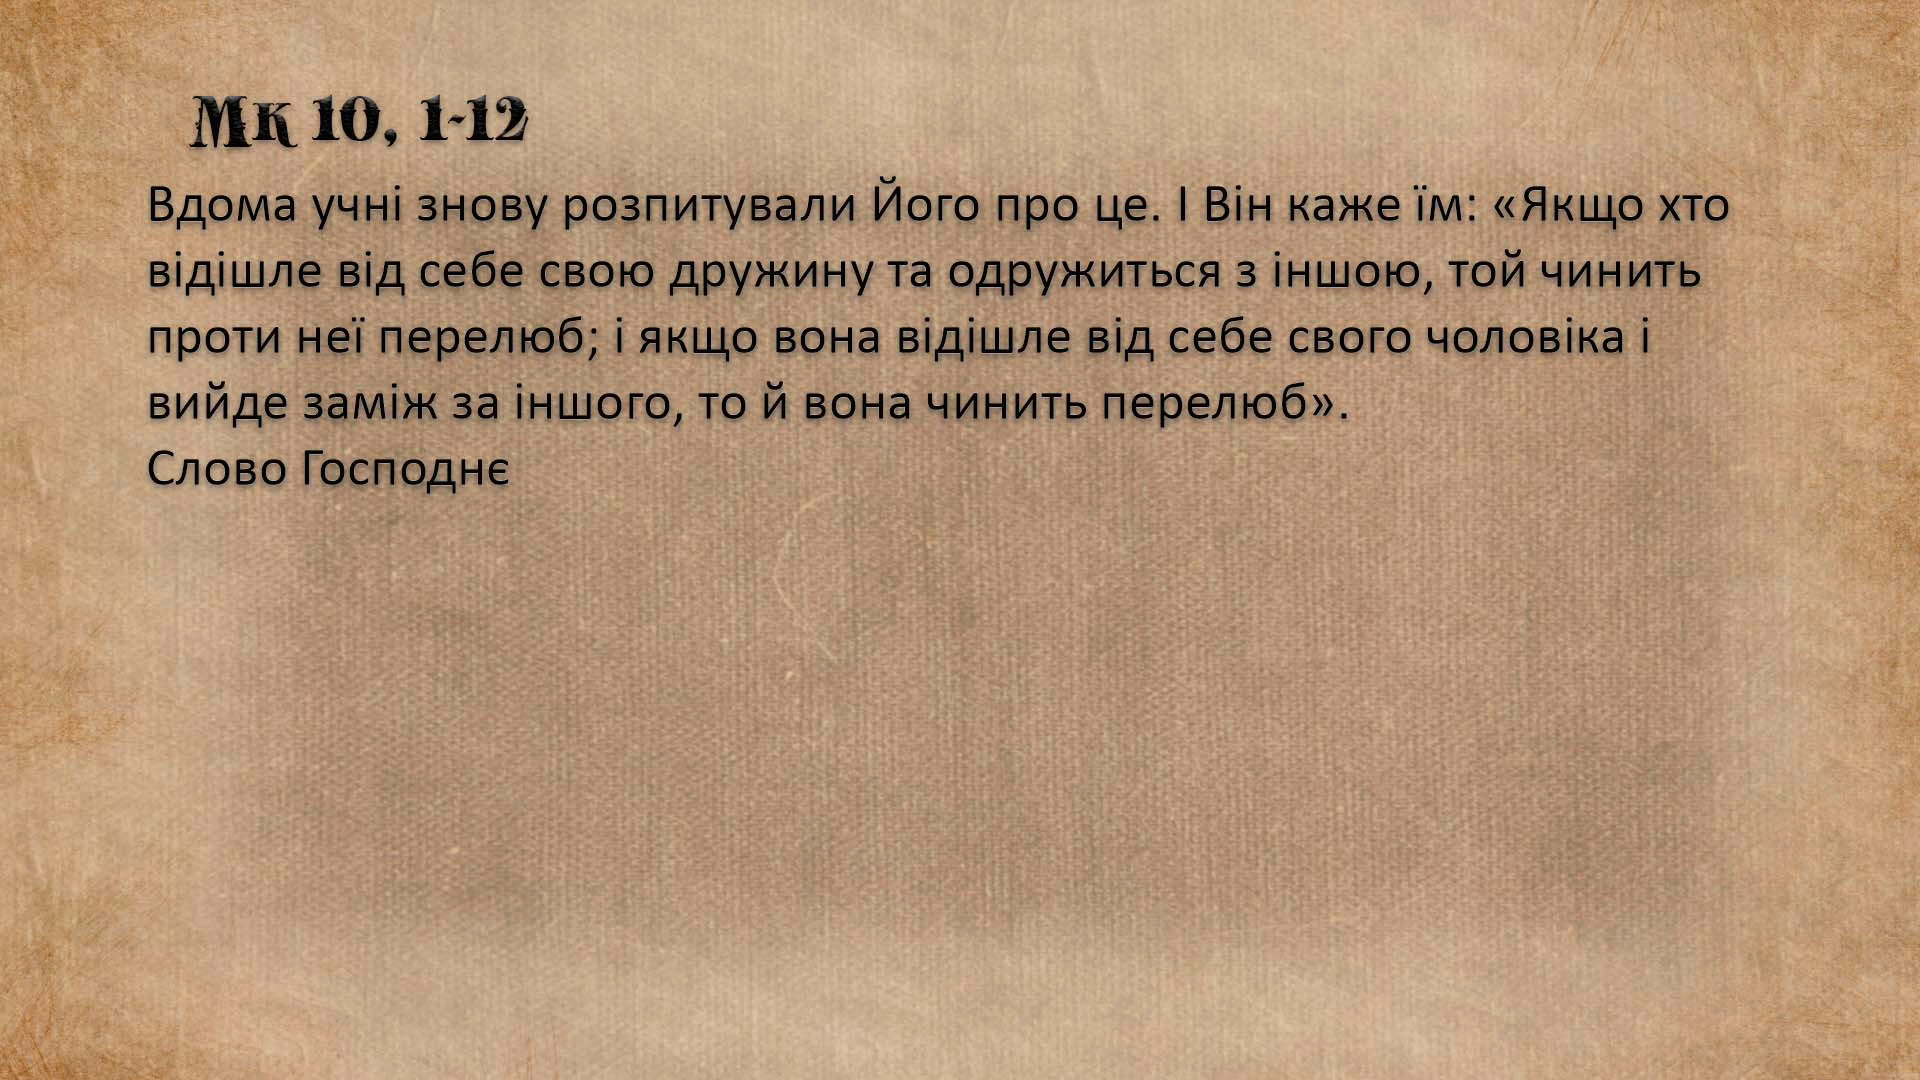 Мк 10, 1-12
Вдома учні знову розпитували Його про це. І Він каже їм: «Якщо хто
відішле від себе свою дружину та одружиться з іншою, той чинить
проти неї перелюб; і якщо вона відішле від себе свого чоловіка і
вийде заміж за іншого, то й вона чинить перелюб».
Слово Господнє